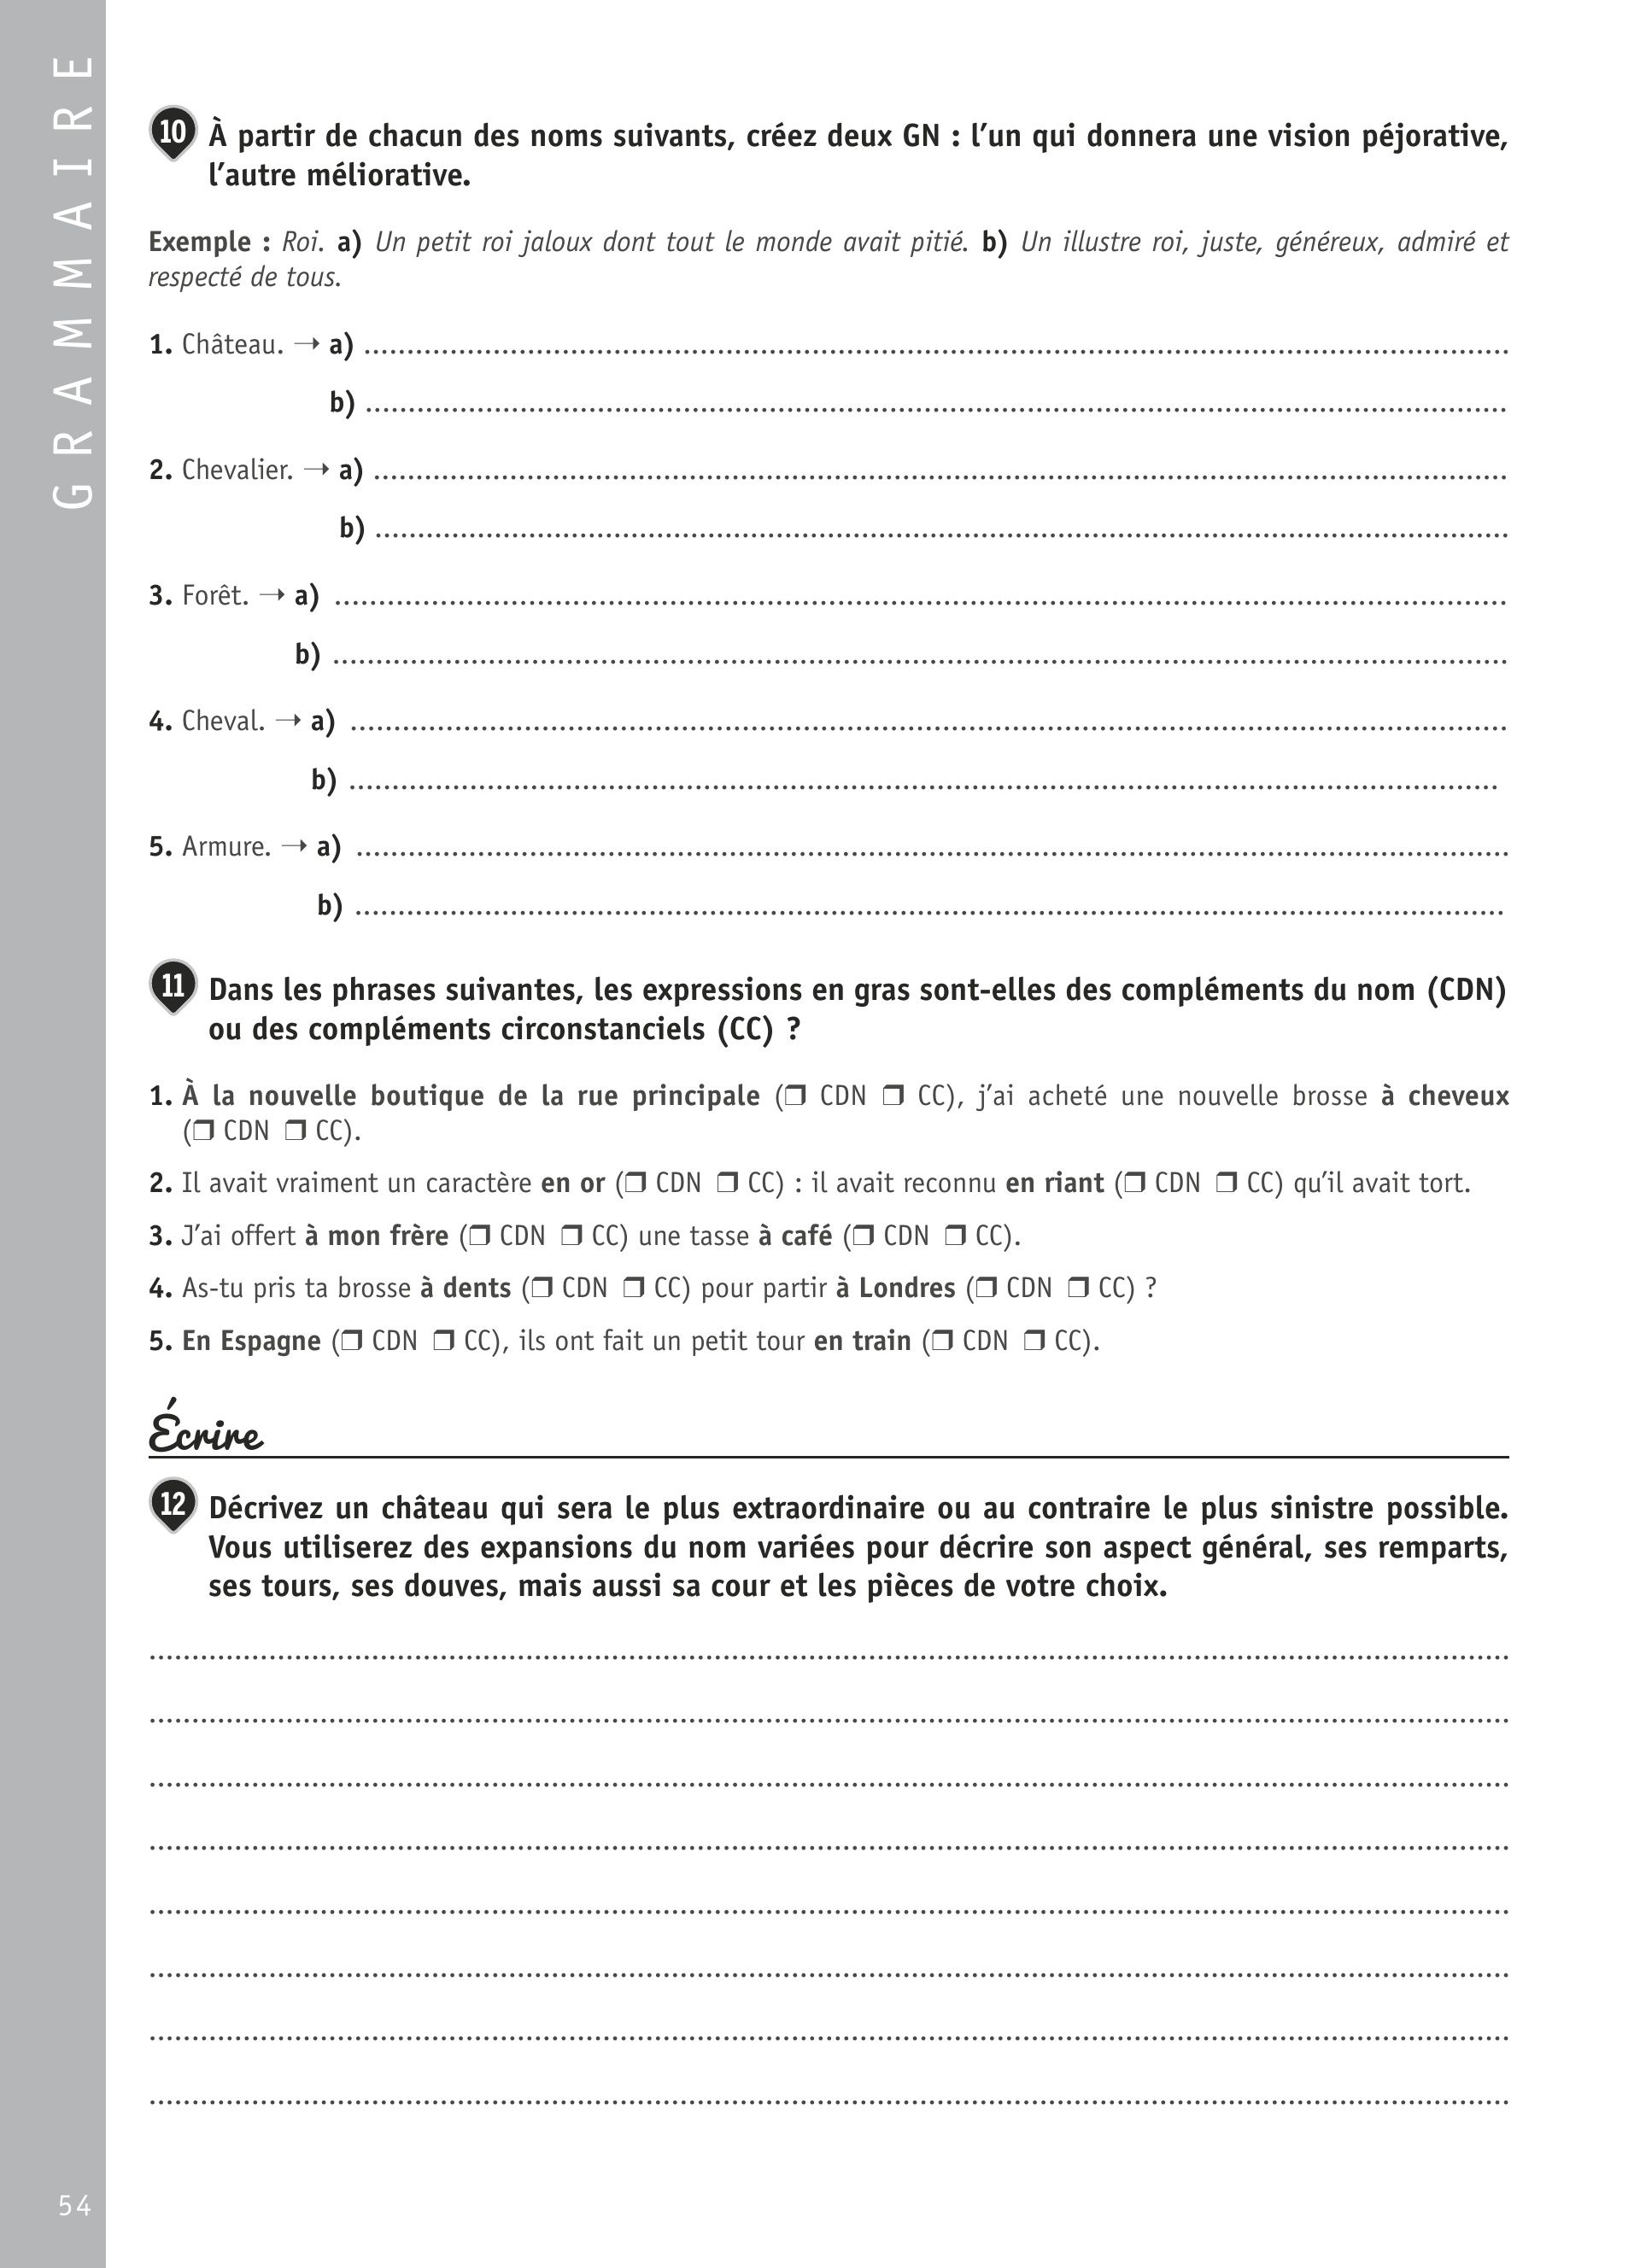 GRAMMAIRE
10 À partir de chacun des noms suivants, créez deux GN : l’un qui donnera une vision péjorative,
l’autre méliorative.
Exemple : Roi. a) Un petit roi jaloux dont tout le monde avait pitié. b) Un illustre roi, juste, généreux, admiré et
respecté de tous.
1. Château. → a) ........................................
b) ........................................
2. Chevalier. → a) ........................................
b) ........................................
3. Forêt. → a) ........................................
b) ........................................
4. Cheval. → a) ........................................
b) ........................................
5. Armure. → a) ........................................
b) ........................................
11 Dans les phrases suivantes, les expressions en gras sont-elles des compléments du nom (CDN)
ou des compléments circonstanciels (CC) ?
1. À la nouvelle boutique de la rue principale (❒ CDN ❒ CC), j’ai acheté une nouvelle brosse à cheveux
(❒ CDN ❒ CC).
2. Il avait vraiment un caractère en or (❒ CDN ❒ CC) : il avait reconnu en riant (❒ CDN ❒ CC) qu’il avait tort.
3. J’ai offert à mon frère (❒ CDN ❒ CC) une tasse à café (❒ CDN ❒ CC).
4. As-tu pris ta brosse à dents (❒ CDN ❒ CC) pour partir à Londres (❒ CDN ❒ CC) ?
5. En Espagne (❒ CDN ❒ CC), ils ont fait un petit tour en train (❒ CDN ❒ CC).
Écrire
12 Décrivez un château qui sera le plus extraordinaire ou au contraire le plus sinistre possible.
Vous utiliserez des expansions du nom variées pour décrire son aspect général, ses remparts,
ses tours, ses douves, mais aussi sa cour et les pièces de votre choix.
........................................
........................................
........................................
........................................
........................................
........................................
........................................
........................................
54